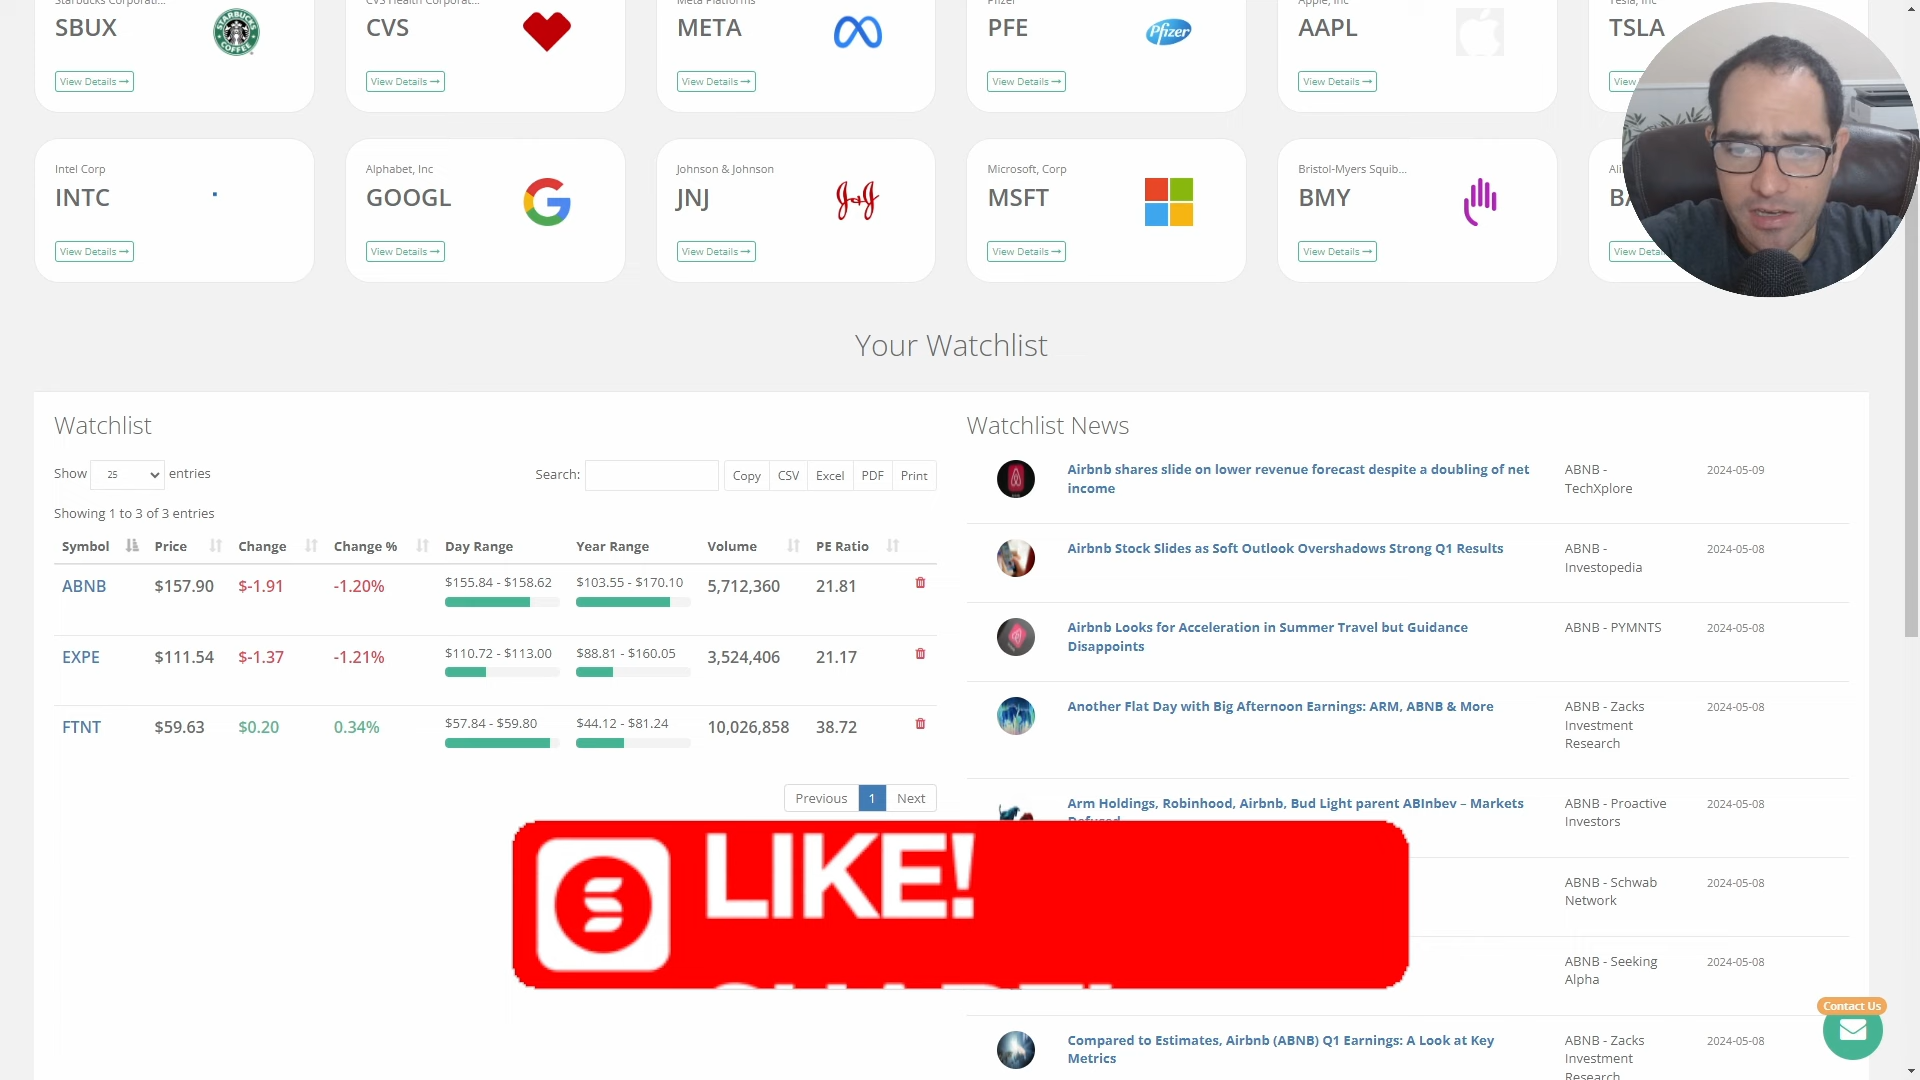 SBUX
CVS
META
PFE
AAPL
TSLA
STARBUCKS
COFFEE
Pfizer
View Details → View Details → View Details → View Details → View Details → View
Intel Corp
INTC
View Details →
Alphabet, Inc
GOOGL
View Details →
Johnson & Johnson
JNJ
J&J
View Details →
Microsoft, Corp
MSFT
View Details →
Bristol-Myers Squib...
BMY
View Details →
Your Watchlist
Watchlist
Show 25 entries
Search: Copy CSV Excel PDF Print
Showing 1 to 3 of 3 entries
Symbol Price Change Change % Day Range Year Range Volume PE Ratio
ABNB $157.90 $-1.91 -1.20% $155.84 - $158.62 $103.55 - $170.10 5,712,360 21.81
EXPE $111.54 $-1.37 -1.21% $110.72 - $113.00 $88.81 - $160.05 3,524,406 21.17
FTNT $59.63 $0.20 0.34% $57.84 - $59.80 $44.12 - $81.24 10,026,858 38.72
Previous 1 Next
Watchlist News
Airbnb shares slide on lower revenue forecast despite a doubling of net
income
ABNB -
TechXplore
2024-05-09
Airbnb Stock Slides as Soft Outlook Overshadows Strong Q1 Results
ABNB -
Investopedia
2024-05-08
Airbnb Looks for Acceleration in Summer Travel but Guidance
Disappoints
ABNB - PYMNTS
2024-05-08
Another Flat Day with Big Afternoon Earnings: ARM, ABNB & More
ABNB - Zacks
Investment
Research
2024-05-08
Arm Holdings, Robinhood, Airbnb, Bud Light parent ABInbev – Markets
ABNB - Proactive
Investors
2024-05-08
LIKE!
ABNB - Schwab
Network
2024-05-08
ABNB - Seeking
Alpha
2024-05-08
Contact Us
Compared to Estimates, Airbnb (ABNB) Q1 Earnings: A Look at Key
Metrics
ABNB - Zacks
Investment
Research
2024-05-08